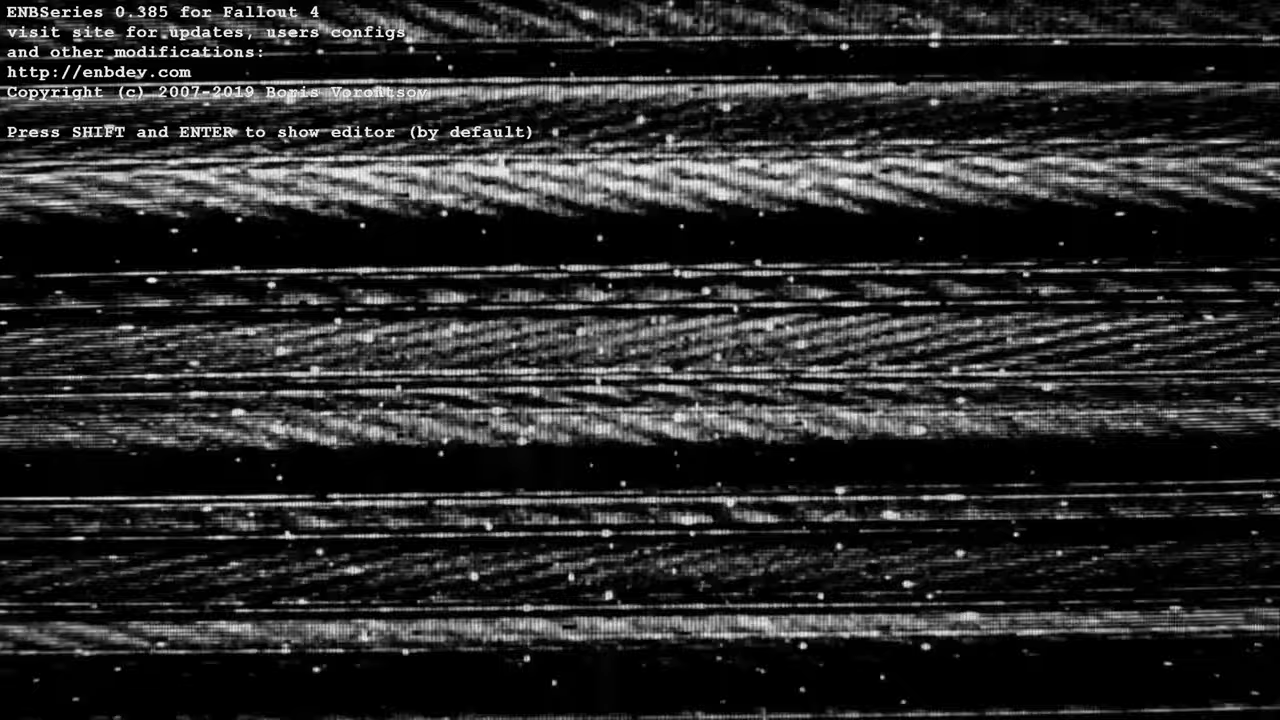 ENBSeries 0.385 for Fallout 4
visit site for updates, users configs
and other modifications:
http://enbdev.com
Copyright (c) 2007-2019 Boris Vorontsov
Press SHIFT and ENTER to show editor (by default)